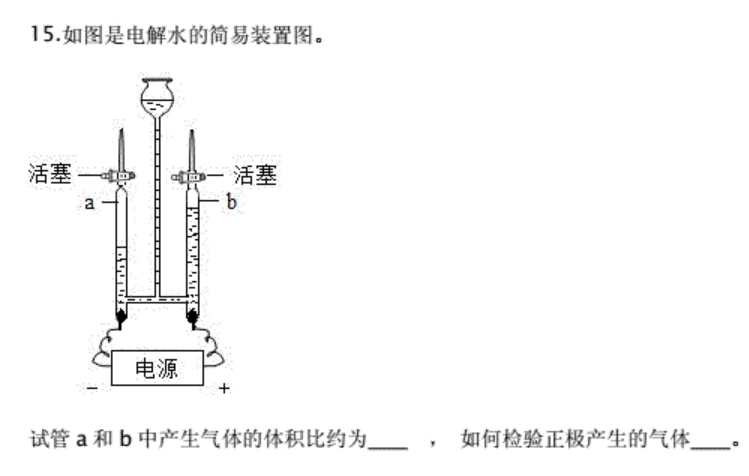 15.如图是电解水的简易装置图。
活塞 活塞
a b
电源
− +
试管 a 和 b 中产生气体的体积比约为____ ， 如何检验正极产生的气体____。